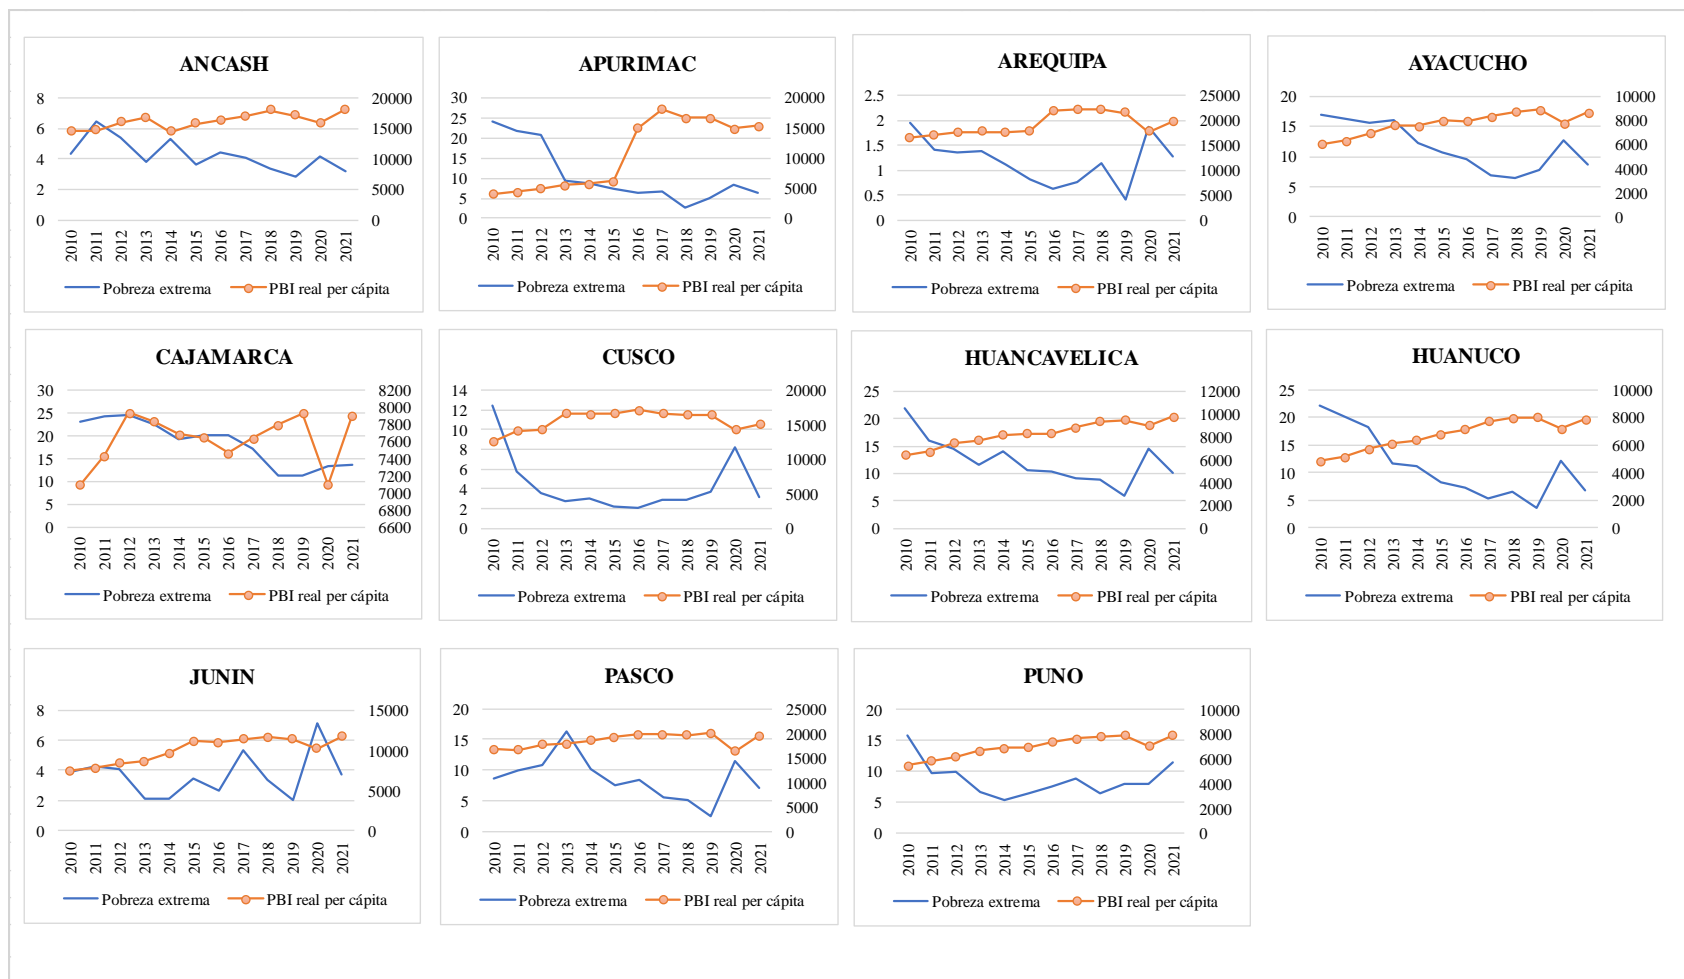 ANCASH
8 20000
6 15000
4 10000
2 5000
0 0
2010 2011 2012 2013 2014 2015 2016 2017 2018 2019 2020 2021
Pobreza extrema PBI real per cápita
APURIMAC
30 20000
25
20 15000
15 10000
10
5 5000
0 0
2010 2011 2012 2013 2014 2015 2016 2017 2018 2019 2020 2021
Pobreza extrema PBI real per cápita
AREQUIPA
2.5 25000
2 20000
1.5 15000
1 10000
0.5 5000
0 0
2010 2011 2012 2013 2014 2015 2016 2017 2018 2019 2020 2021
Pobreza extrema PBI real per cápita
AYACUCHO
20 10000
15 8000
10 6000
4000
5 2000
0 0
2010 2011 2012 2013 2014 2015 2016 2017 2018 2019 2020 2021
Pobreza extrema PBI real per cápita
CAJAMARCA
30 8200
25 8000
20 7800
7600
15 7400
10 7200
5 7000
6800
0 6600
2010 2011 2012 2013 2014 2015 2016 2017 2018 2019 2020 2021
Pobreza extrema PBI real per cápita
CUSCO
14 20000
12
10 15000
8
6 10000
4 5000
2
0 0
2010 2011 2012 2013 2014 2015 2016 2017 2018 2019 2020 2021
Pobreza extrema PBI real per cápita
HUANCAVELICA
25 12000
20 10000
15 8000
6000
10 4000
5 2000
0 0
2010 2011 2012 2013 2014 2015 2016 2017 2018 2019 2020 2021
Pobreza extrema PBI real per cápita
HUANUCO
25 10000
20 8000
15 6000
10 4000
5 2000
0 0
2010 2011 2012 2013 2014 2015 2016 2017 2018 2019 2020 2021
Pobreza extrema PBI real per cápita
JUNIN
8 15000
6 10000
4
2 5000
0 0
2010 2011 2012 2013 2014 2015 2016 2017 2018 2019 2020 2021
Pobreza extrema PBI real per cápita
PASCO
20 25000
15 20000
10 15000
10000
5 5000
0 0
2010 2011 2012 2013 2014 2015 2016 2017 2018 2019 2020 2021
Pobreza extrema PBI real per cápita
PUNO
20 10000
15 8000
10 6000
4000
5 2000
0 0
2010 2011 2012 2013 2014 2015 2016 2017 2018 2019 2020 2021
Pobreza extrema PBI real per cápita